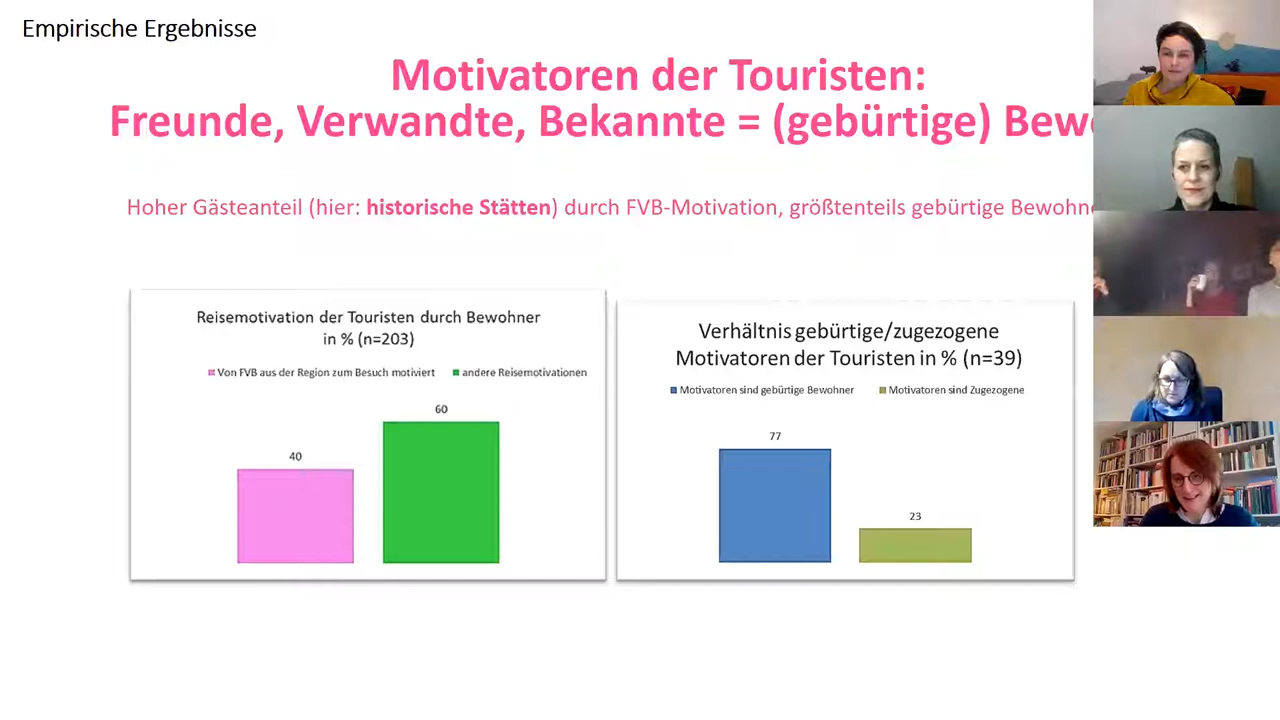 Empirische Ergebnisse
Motivatoren der Touristen:
Freunde, Verwandte, Bekannte = (gebürtige)
Hoher Gästeanteil (hier: historische Stätten) durch FVB-Motivation, größtenteils gebürtige
Reisemotivation der Touristen durch Bewohner
in % (n=203)
Von FVB aus der Region zum Besuch motiviert andere Reisemotivationen
60
40
Verhältnis gebürtige/zugezogene
Motivatoren der Touristen in % (n=39)
Motivatoren sind gebürtige Bewohner Motivatoren sind Zugezogene
77
23